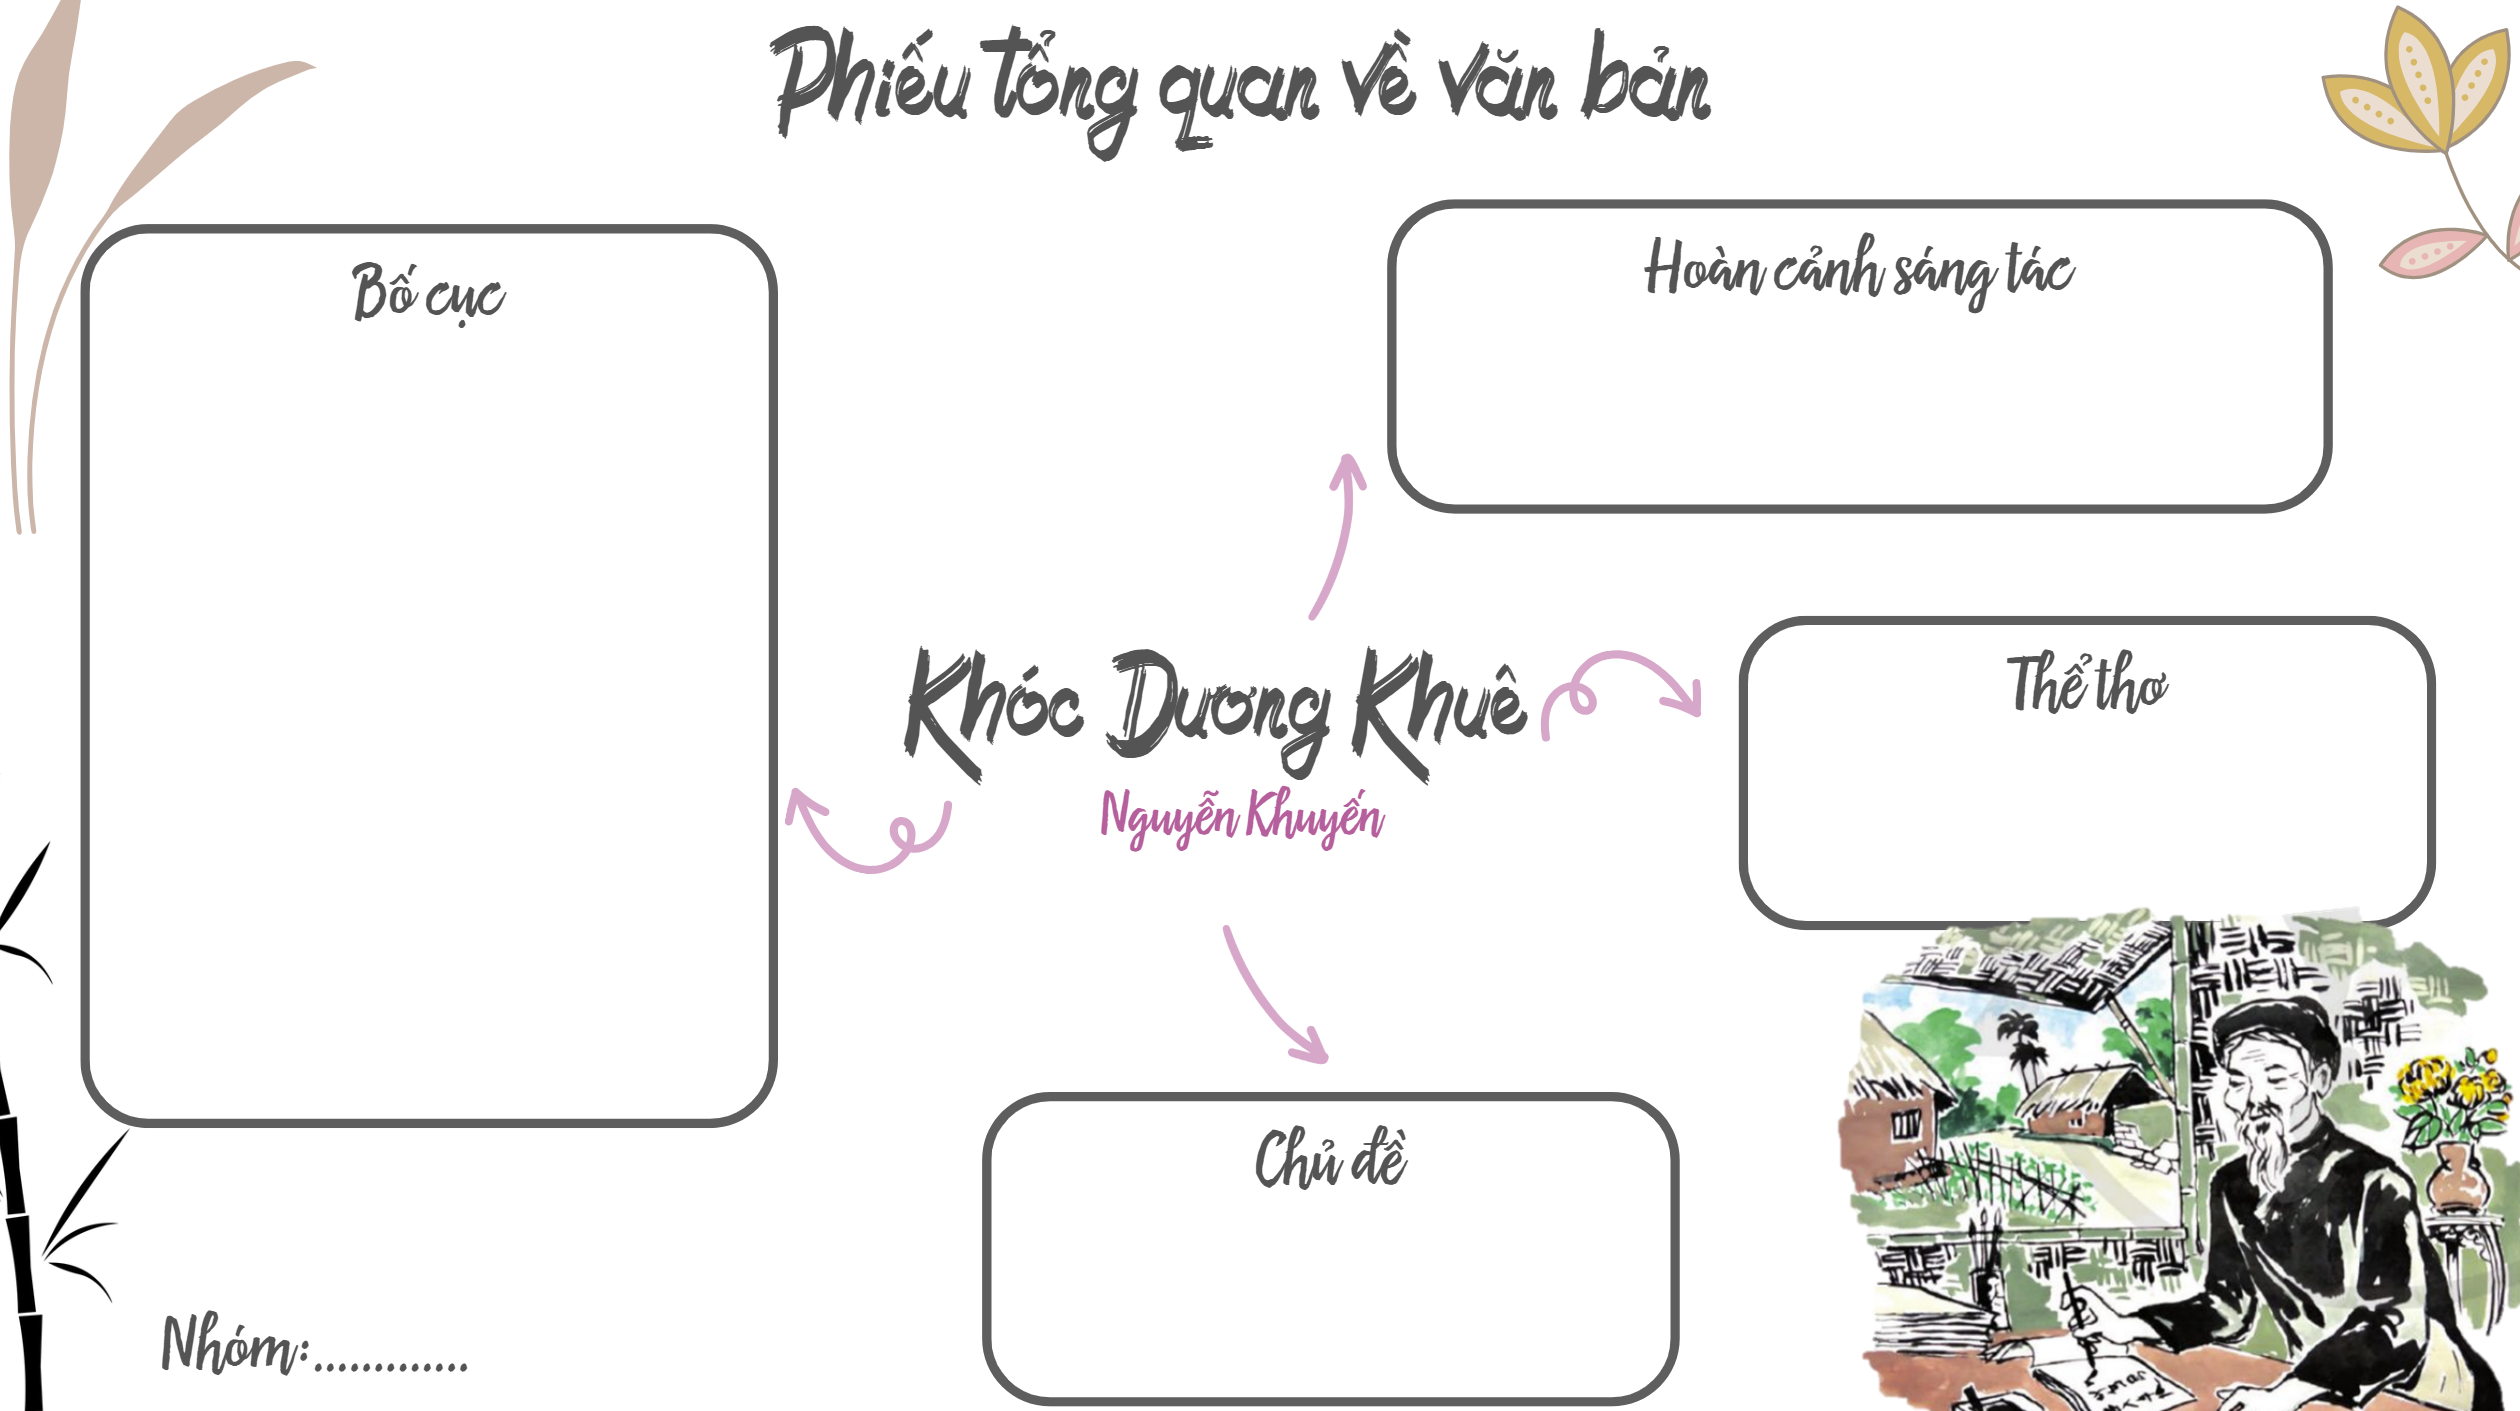 Phiếu tổng quan về văn bản
Bố cục
Hoàn cảnh sáng tác
Khóc Dương Khuê
Nguyễn Khuyến
Thể thơ
Chủ đề
Nhóm:.............